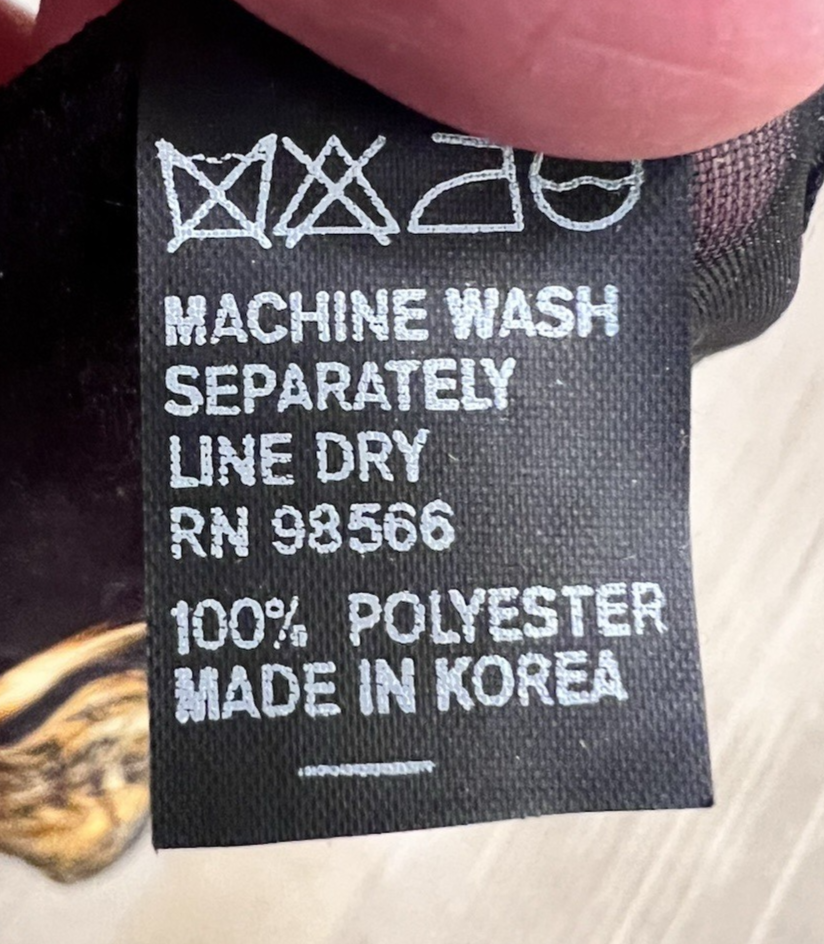 MACHINE WASH
SEPARATELY
LINE DRY
RN 98566
100% POLYESTER
MADE IN KOREA